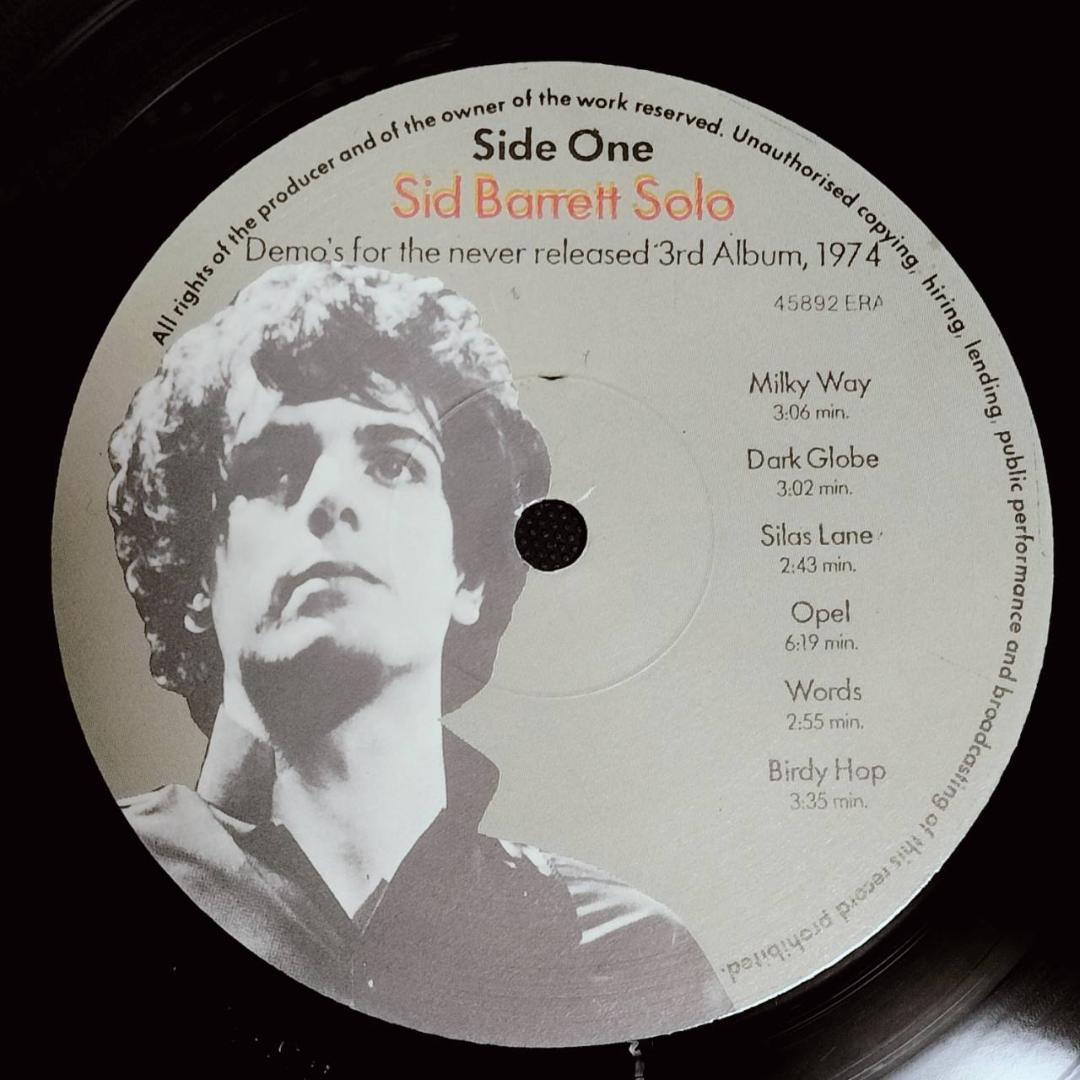 All rights of the producer and of the owner of the work reserved. Unauthorised copying, hiring, lending, public performance and broadcasting of this record prohibited.
Side One
Sid Barrett Solo
Demo's for the never released 3rd Album, 1974
45892 ERA
Milky Way
3:06 min.
Dark Globe
3:02 min.
Silas Lane
2:43 min.
Opel
6:19 min.
Words
2:55 min.
Birdy Hop
3:35 min.